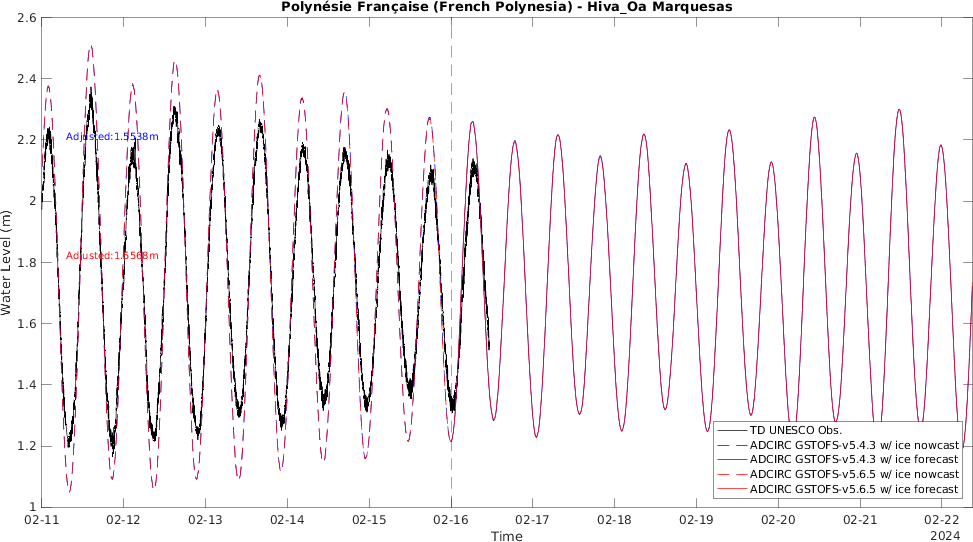 Polynésie Française (French Polynesia) - Hiva_Oa Marquesas
2.6
2.4
2.2
2
1.8
1.6
1.4
1.2
1
Water Level (m)
Adjusted:1.5538m
Adjusted:1.5568m
TD UNESCO Obs.
ADCIRC GSTOFS-v5.4.3 w/ ice nowcast
ADCIRC GSTOFS-v5.4.3 w/ ice forecast
ADCIRC GSTOFS-v5.6.5 w/ ice nowcast
ADCIRC GSTOFS-v5.6.5 w/ ice forecast
02-11 02-12 02-13 02-14 02-15 02-16 02-17 02-18 02-19 02-20 02-21 02-22
Time
2024